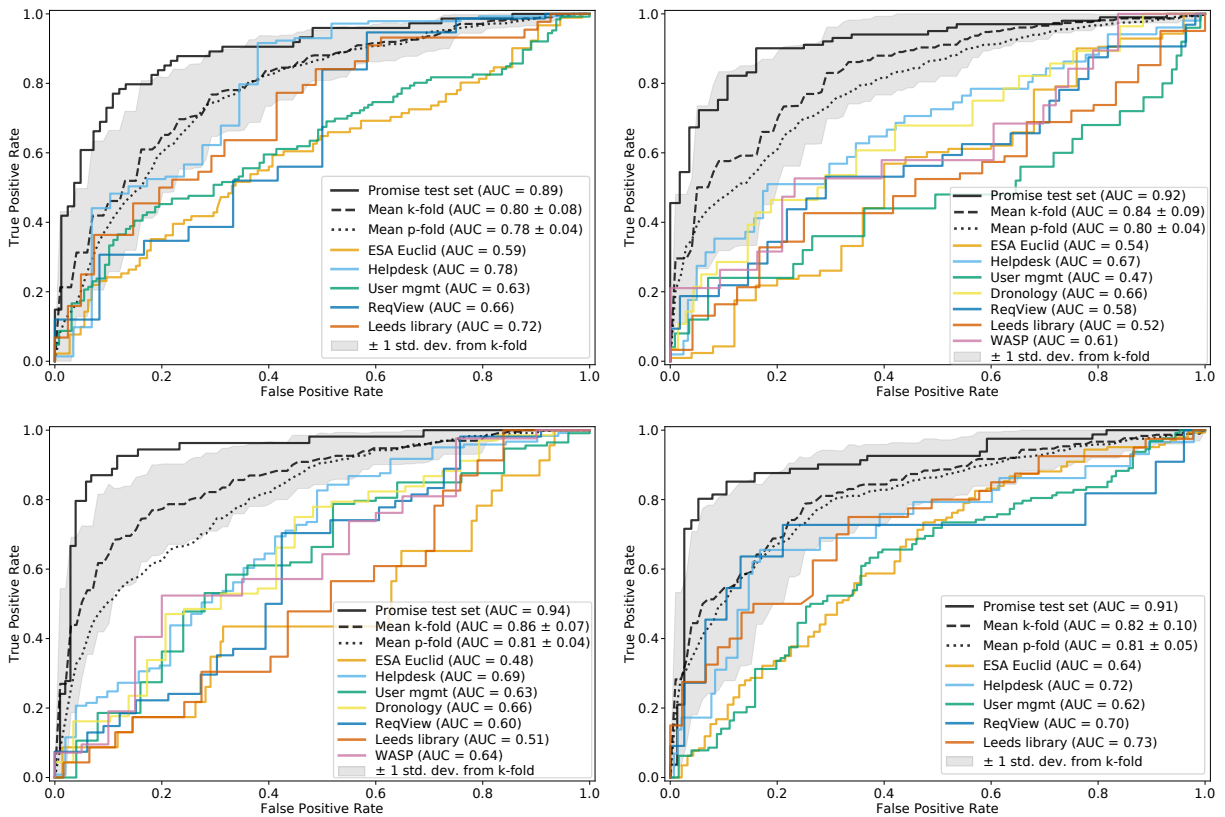 True Positive Rate
1.0
0.8
0.6
0.4
0.2
0.0
Promise test set (AUC = 0.89)
Mean k-fold (AUC = 0.80 ± 0.08)
Mean p-fold (AUC = 0.78 ± 0.04)
ESA Euclid (AUC = 0.59)
Helpdesk (AUC = 0.78)
User mgmt (AUC = 0.63)
ReqView (AUC = 0.66)
Leeds library (AUC = 0.72)
± 1 std. dev. from k-fold
0.0 0.2 0.4 0.6 0.8 1.0
False Positive Rate
True Positive Rate
1.0
0.8
0.6
0.4
0.2
0.0
Promise test set (AUC = 0.92)
Mean k-fold (AUC = 0.84 ± 0.09)
Mean p-fold (AUC = 0.80 ± 0.04)
ESA Euclid (AUC = 0.54)
Helpdesk (AUC = 0.67)
User mgmt (AUC = 0.47)
Dronology (AUC = 0.66)
ReqView (AUC = 0.58)
Leeds library (AUC = 0.52)
WASP (AUC = 0.61)
± 1 std. dev. from k-fold
0.0 0.2 0.4 0.6 0.8 1.0
False Positive Rate
True Positive Rate
1.0
0.8
0.6
0.4
0.2
0.0
Promise test set (AUC = 0.94)
Mean k-fold (AUC = 0.86 ± 0.07)
Mean p-fold (AUC = 0.81 ± 0.04)
ESA Euclid (AUC = 0.48)
Helpdesk (AUC = 0.69)
User mgmt (AUC = 0.63)
Dronology (AUC = 0.66)
ReqView (AUC = 0.60)
Leeds library (AUC = 0.51)
WASP (AUC = 0.64)
± 1 std. dev. from k-fold
0.0 0.2 0.4 0.6 0.8 1.0
False Positive Rate
True Positive Rate
1.0
0.8
0.6
0.4
0.2
0.0
Promise test set (AUC = 0.91)
Mean k-fold (AUC = 0.82 ± 0.10)
Mean p-fold (AUC = 0.81 ± 0.05)
ESA Euclid (AUC = 0.64)
Helpdesk (AUC = 0.72)
User mgmt (AUC = 0.62)
ReqView (AUC = 0.70)
Leeds library (AUC = 0.73)
± 1 std. dev. from k-fold
0.0 0.2 0.4 0.6 0.8 1.0
False Positive Rate